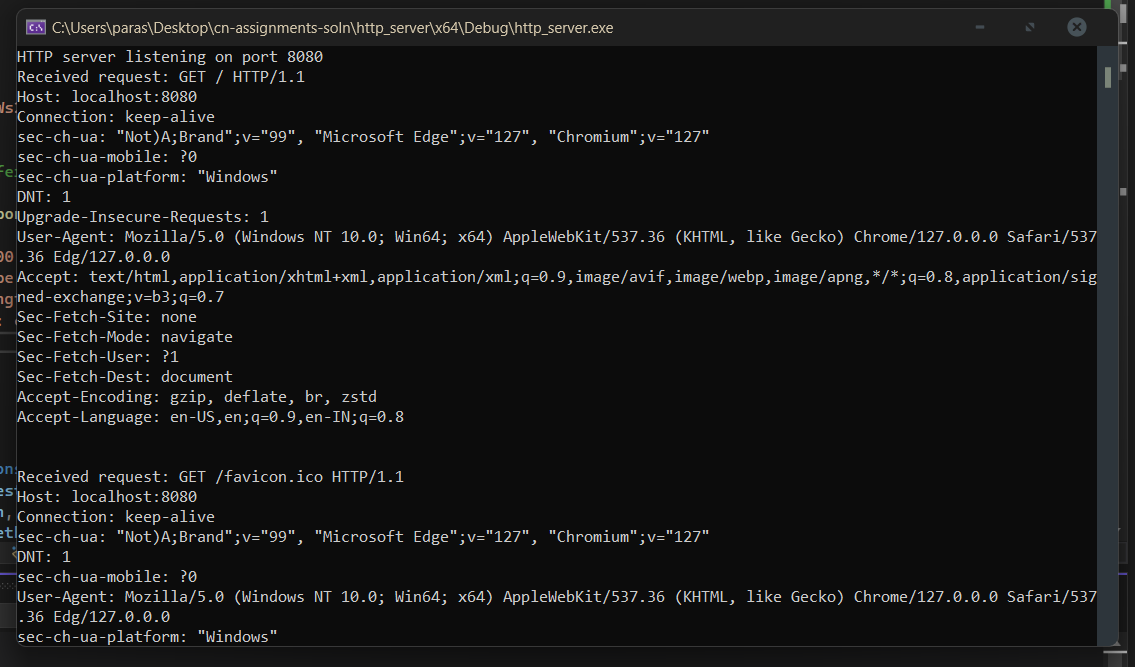 C:\Users\paras\Desktop\cn-assignments-soln\http_server\x64\Debug\http_server.exe
HTTP server listening on port 8080
Received request: GET / HTTP/1.1
Host: localhost:8080
Connection: keep-alive
sec-ch-ua: "Not)A;Brand";v="99", "Microsoft Edge";v="127", "Chromium";v="127"
sec-ch-ua-mobile: ?0
sec-ch-ua-platform: "Windows"
DNT: 1
Upgrade-Insecure-Requests: 1
User-Agent: Mozilla/5.0 (Windows NT 10.0; Win64; x64) AppleWebKit/537.36 (KHTML, like Gecko) Chrome/127.0.0.0 Safari/537
.36 Edg/127.0.0.0
Accept: text/html,application/xhtml+xml,application/xml;q=0.9,image/avif,image/webp,image/apng,*/*;q=0.8,application/sig
ned-exchange;v=b3;q=0.7
Sec-Fetch-Site: none
Sec-Fetch-Mode: navigate
Sec-Fetch-User: ?1
Sec-Fetch-Dest: document
Accept-Encoding: gzip, deflate, br, zstd
Accept-Language: en-US,en;q=0.9,en-IN;q=0.8
Received request: GET /favicon.ico HTTP/1.1
Host: localhost:8080
Connection: keep-alive
sec-ch-ua: "Not)A;Brand";v="99", "Microsoft Edge";v="127", "Chromium";v="127"
DNT: 1
sec-ch-ua-mobile: ?0
User-Agent: Mozilla/5.0 (Windows NT 10.0; Win64; x64) AppleWebKit/537.36 (KHTML, like Gecko) Chrome/127.0.0.0 Safari/537
.36 Edg/127.0.0.0
sec-ch-ua-platform: "Windows"